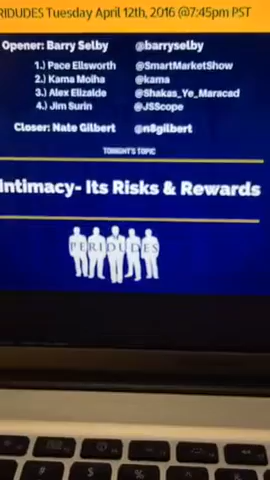 RIDUDES Tuesday April 12th, 2016 @7:45pm PST
Opener: Barry Selby @barryselby
1.) Pace Ellsworth @SmartMarketShow
2.) Kama Moiha @kama
3.) Alex Elizalde @Shakas_Ye_Maracad
4.) Jim Surin @JSScope
Closer: Nate Gilbert @n8gilbert
TONIGHT'S TOPIC
Intimacy- Its Risks & Rewards
PERIDUDES
# $ % ^ &